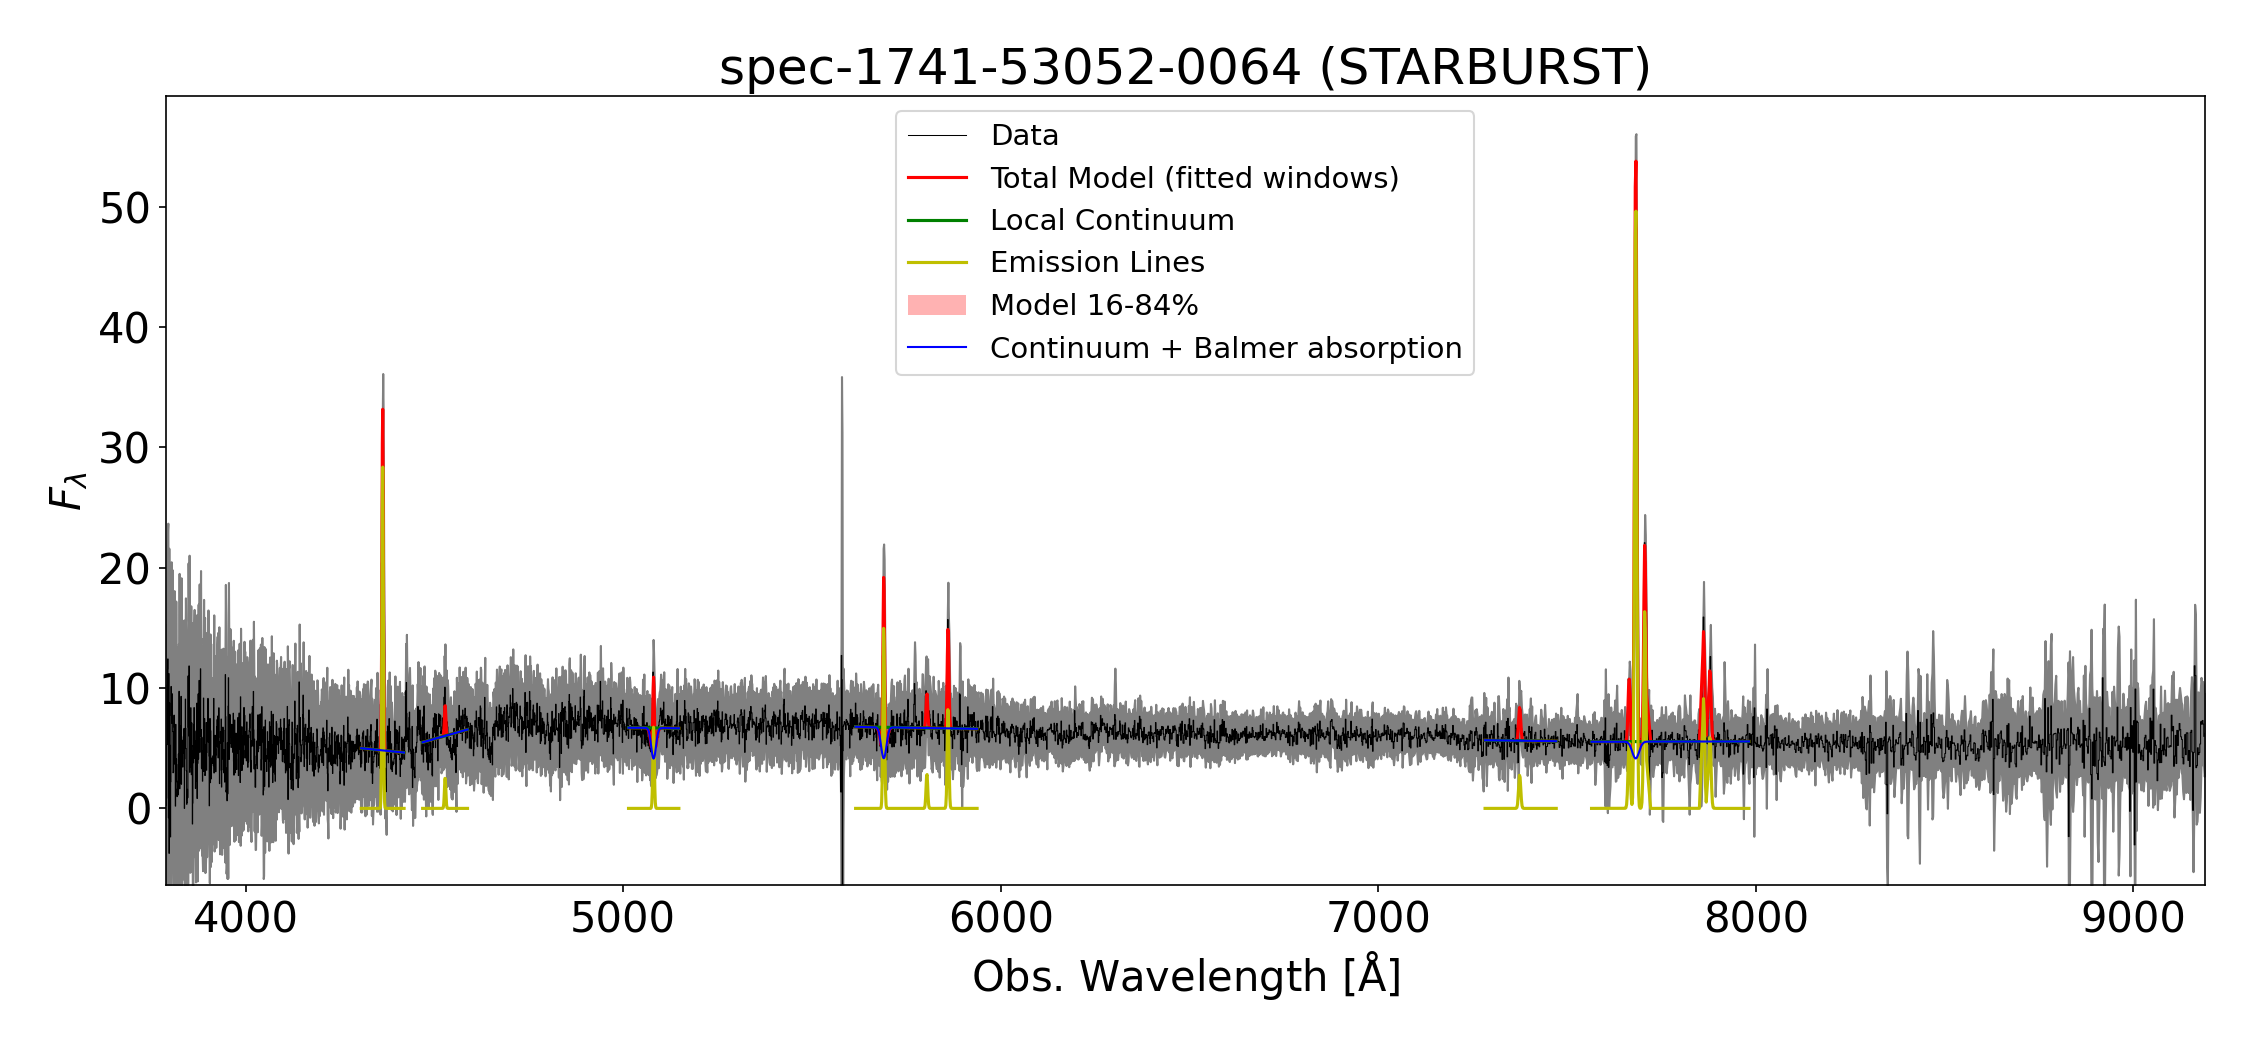 spec-1741-53052-0064 (STARBURST)
Data
Total Model (fitted windows)
Local Continuum
Emission Lines
Model 16-84%
Continuum + Balmer absorption
50
40
30
20
10
0
Fλ
4000 5000 6000 7000 8000 9000
Obs. Wavelength [Å]